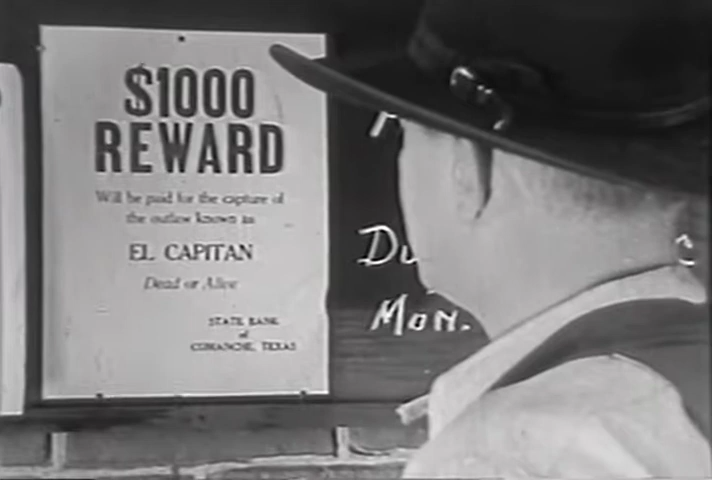 $1000
REWARD
Will be paid for the capture of
the outlaw known as
EL CAPITAN
Dead or Alive
STATE BANK
of
COMANCHE, TEXAS
Mon.